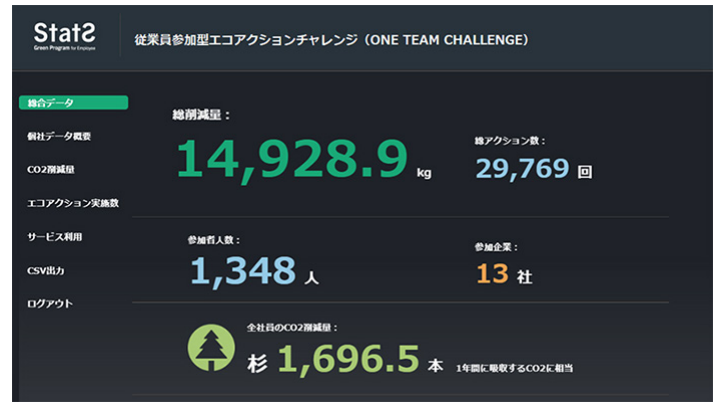 Stat2
Green Program for Employee
従業員参加型エコアクションチャレンジ（ONE TEAM CHALLENGE）
総合データ
個社データ概要
CO2削減量
エコアクション実施数
サービス利用
CSV出力
ログアウト
総削減量：
14,928.9 kg
総アクション数：
29,769 回
参加者人数：
1,348 人
参加企業：
13 社
全社員のCO2削減量：
杉 1,696.5 本 1年間に吸収するCO2に相当